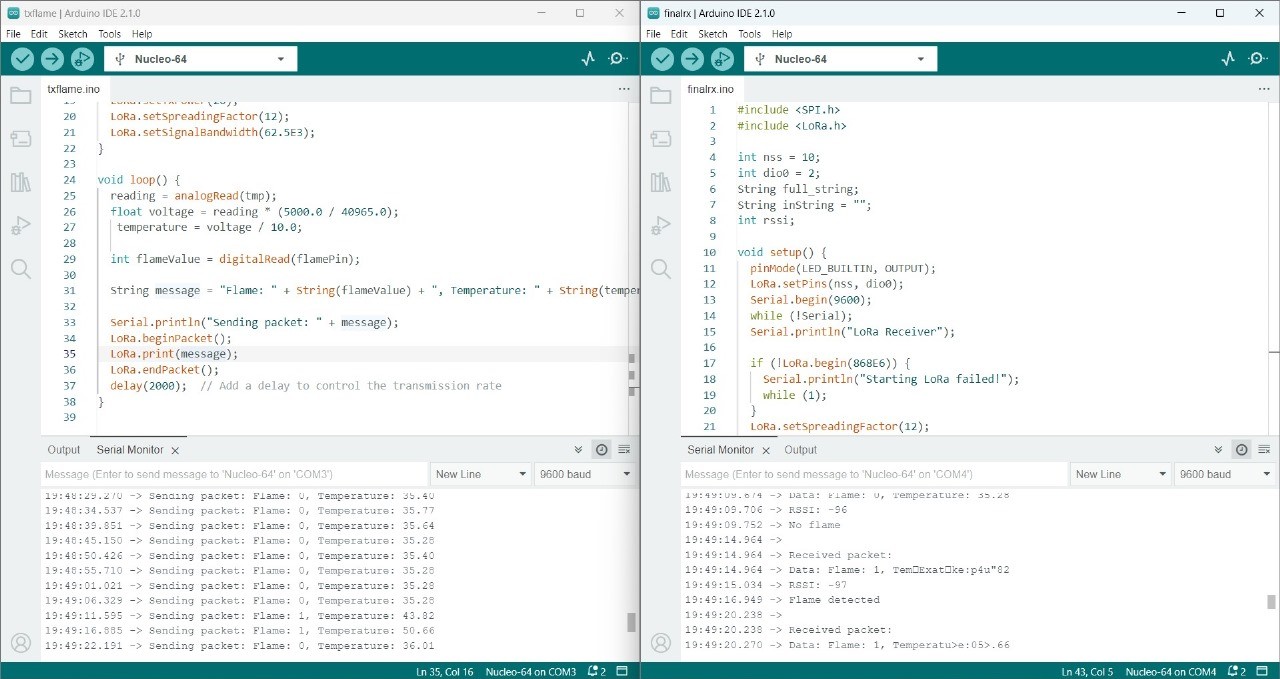 txflame | Arduino IDE 2.1.0
File Edit Sketch Tools Help
Nucleo-64
txflame.ino
19 LoRa.setTxPower(20);
20 LoRa.setSpreadingFactor(12);
21 LoRa.setSignalBandwidth(62.5E3);
22 }
23
24 void loop() {
25 reading = analogRead(tmp);
26 float voltage = reading * (5000.0 / 40965.0);
27 temperature = voltage / 10.0;
28
29 int flameValue = digitalRead(flamePin);
30
31 String message = "Flame: " + String(flameValue) + ", Temperature: " + String(temper
32
33 Serial.println("Sending packet: " + message);
34 LoRa.beginPacket();
35 LoRa.print(message);
36 LoRa.endPacket();
37 delay(2000); // Add a delay to control the transmission rate
38 }
39
Output Serial Monitor
Message (Enter to send message to 'Nucleo-64' on 'COM3') New Line 9600 baud
19:48:29.270 -> Sending packet: Flame: 0, Temperature: 35.40
19:48:34.537 -> Sending packet: Flame: 0, Temperature: 35.77
19:48:39.851 -> Sending packet: Flame: 0, Temperature: 35.64
19:48:45.150 -> Sending packet: Flame: 0, Temperature: 35.28
19:48:50.426 -> Sending packet: Flame: 0, Temperature: 35.40
19:48:55.710 -> Sending packet: Flame: 0, Temperature: 35.28
19:49:01.021 -> Sending packet: Flame: 0, Temperature: 35.28
19:49:06.329 -> Sending packet: Flame: 0, Temperature: 35.28
19:49:11.595 -> Sending packet: Flame: 1, Temperature: 43.82
19:49:16.885 -> Sending packet: Flame: 1, Temperature: 50.66
19:49:22.191 -> Sending packet: Flame: 0, Temperature: 36.01
Ln 35, Col 16 Nucleo-64 on COM3 2
finalrx | Arduino IDE 2.1.0
File Edit Sketch Tools Help
Nucleo-64
finalrx.ino
1 #include <SPI.h>
2 #include <LoRa.h>
3
4 int nss = 10;
5 int dio0 = 2;
6 String full_string;
7 String inString = "";
8 int rssi;
9
10 void setup() {
11 pinMode(LED_BUILTIN, OUTPUT);
12 LoRa.setPins(nss, dio0);
13 Serial.begin(9600);
14 while (!Serial);
15 Serial.println("LoRa Receiver");
16
17 if (!LoRa.begin(868E6)) {
18 Serial.println("Starting LoRa failed!");
19 while (1);
20 }
21 LoRa.setSpreadingFactor(12);
Serial Monitor Output
Message (Enter to send message to 'Nucleo-64' on 'COM4') New Line 9600 baud
19:49:09.674 -> Data: Flame: 0, Temperature: 35.28
19:49:09.706 -> RSSI: -96
19:49:09.752 -> No flame
19:49:14.964 ->
19:49:14.964 -> Received packet:
19:49:14.964 -> Data: Flame: 1, Tem□Exat□ke:p4u"82
19:49:15.034 -> RSSI: -97
19:49:16.949 -> Flame detected
19:49:20.238 ->
19:49:20.238 -> Received packet:
19:49:20.270 -> Data: Flame: 1, Temperatu>e:05>.66
Ln 43, Col 5 Nucleo-64 on COM4 2